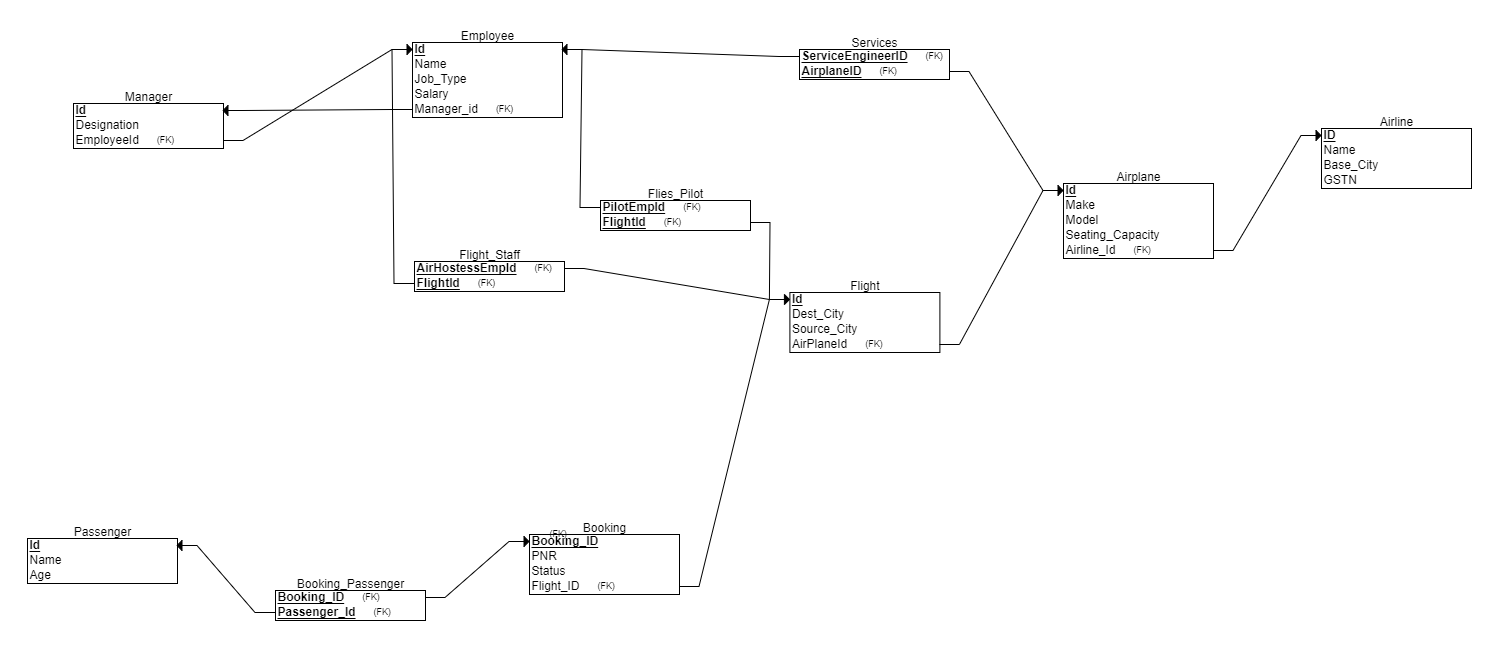 Employee
Id
Name
Job_Type
Salary
Manager_id (FK)
Services
ServiceEngineerID (FK)
AirplaneID (FK)
Manager
Id
Designation
EmployeeId (FK)
Airline
ID
Name
Base_City
GSTN
Airplane
Id
Make
Model
Seating_Capacity
Airline_Id (FK)
Flies_Pilot
PilotEmpId (FK)
FlightId (FK)
Flight_Staff
AirHostessEmpId (FK)
FlightId (FK)
Flight
Id
Dest_City
Source_City
AirPlaneId (FK)
Passenger
Id
Name
Age
Booking
(FK)
Booking_ID
PNR
Status
Flight_ID (FK)
Booking_Passenger
Booking_ID (FK)
Passenger_Id (FK)